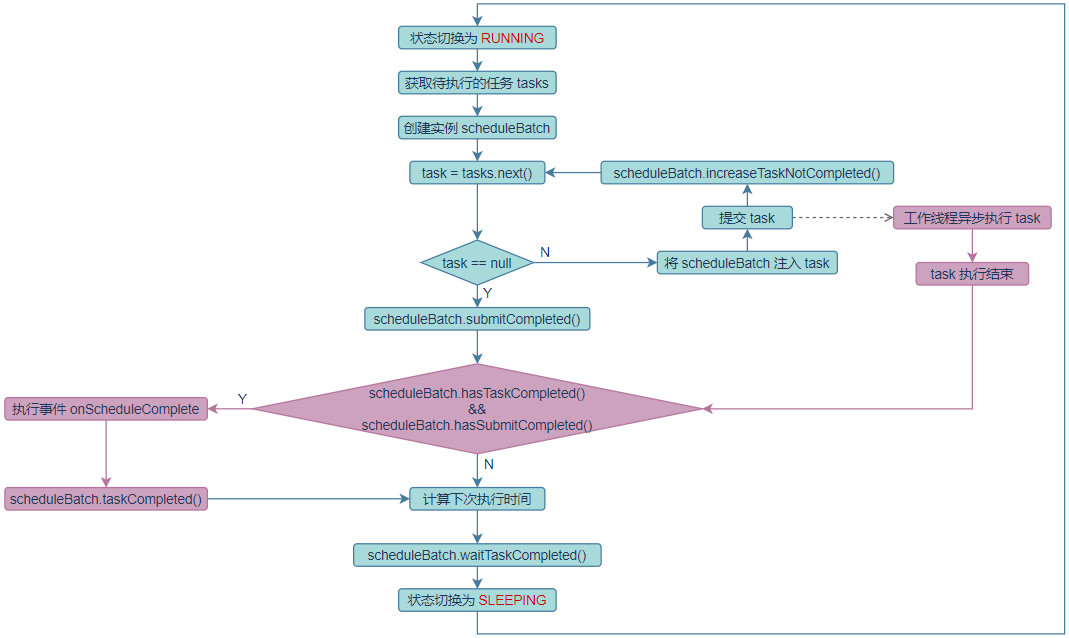 状态切换为 RUNNING
获取待执行的任务 tasks
创建实例 scheduleBatch
task = tasks.next()
scheduleBatch.increaseTaskNotCompleted()
提交 task
工作线程异步执行 task
task == null
N
将 scheduleBatch 注入 task
task 执行结束
Y
scheduleBatch.submitCompleted()
scheduleBatch.hasTaskCompleted()
&&
scheduleBatch.hasSubmitCompleted()
Y
执行事件 onScheduleComplete
N
scheduleBatch.taskCompleted()
计算下次执行时间
scheduleBatch.waitTaskCompleted()
状态切换为 SLEEPING